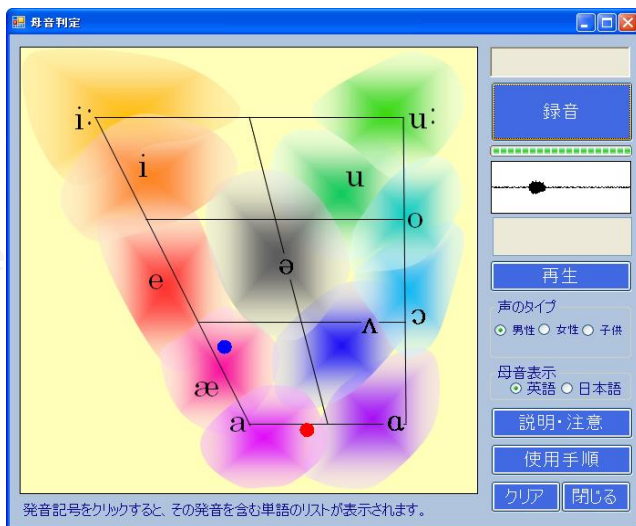 母音判定
i:
u:
録音
i
u
o
ə
e
再生
ʌ
ɔ
声のタイプ
男性 女性 子供
æ
母音表示
英語 日本語
a
ɑ
説明・注意
使用手順
クリア 閉じる
発音記号をクリックすると、その発音を含む単語のリストが表示されます。